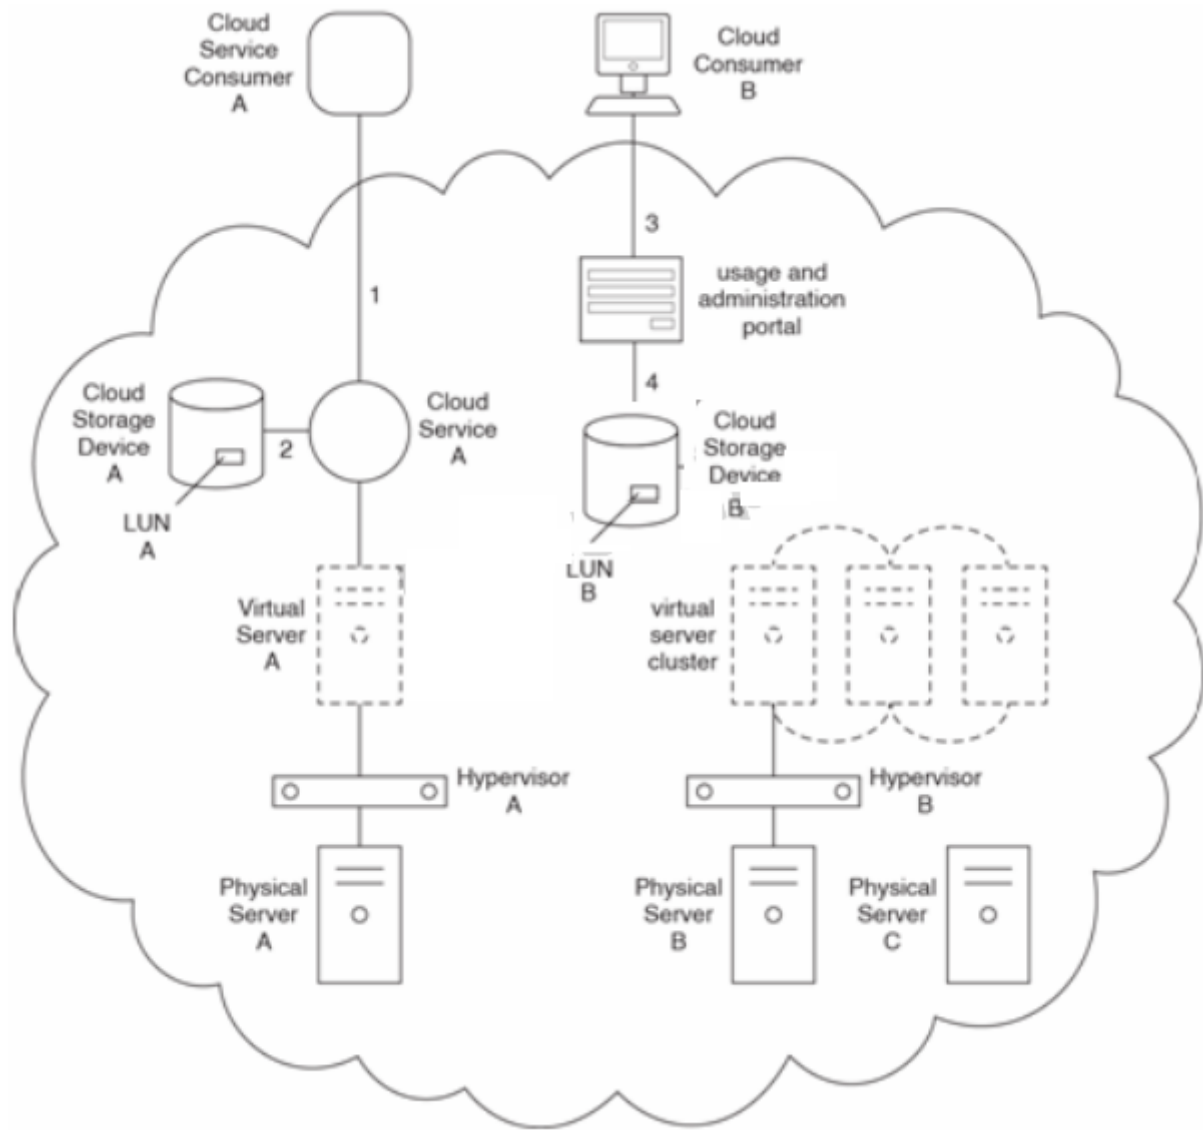 Cloud
Service
Consumer
A
Cloud
Consumer
B
3
usage and
administration
portal
1
4
Cloud
Storage
Device
A
2
Cloud
Service
A
Cloud
Storage
Device
B
LUN
A
LUN
B
Virtual
Server
A
virtual
server
cluster
Hypervisor
A
Hypervisor
B
Physical
Server
A
Physical
Server
B
Physical
Server
C